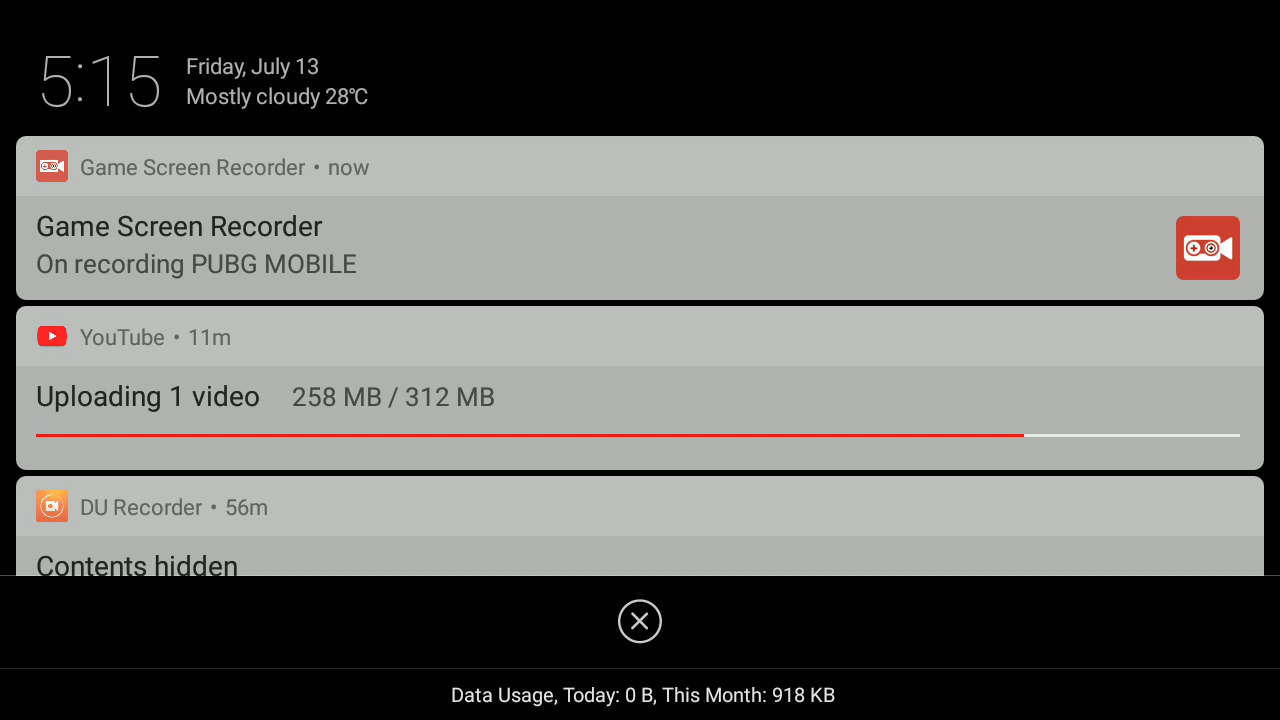 5:15
Friday, July 13
Mostly cloudy 28℃
Game Screen Recorder • now
Game Screen Recorder
On recording PUBG MOBILE
YouTube • 11m
Uploading 1 video 258 MB / 312 MB
DU Recorder • 56m
Contents hidden
Data Usage, Today: 0 B, This Month: 918 KB